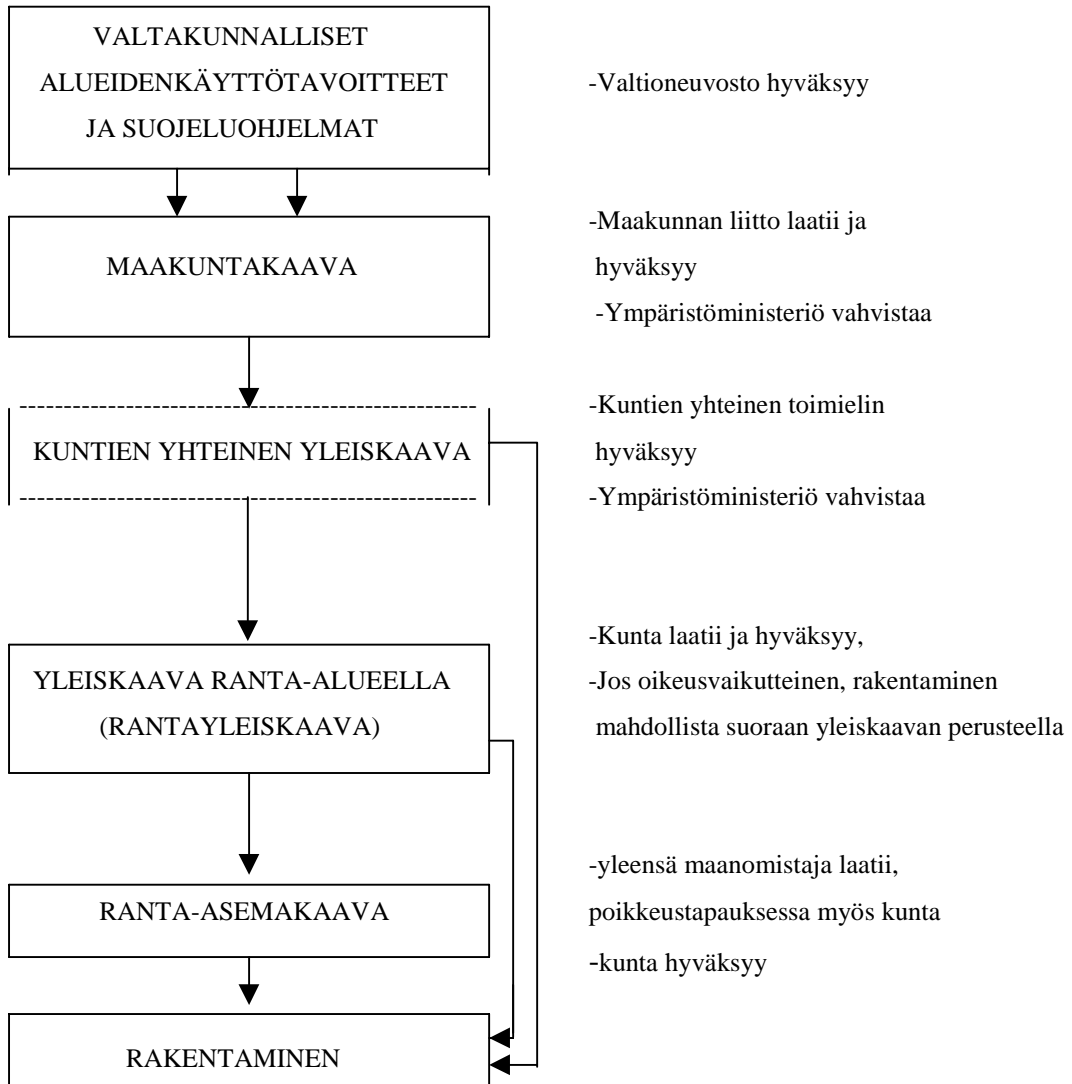 VALTAKUNNALLISET
ALUEIDENKÄYTTÖTAVOITTEET
JA SUOJELUOHJELMAT
-Valtioneuvosto hyväksyy
MAAKUNTAKAAVA
-Maakunnan liitto laatii ja
hyväksyy
-Ympäristöministeriö vahvistaa
KUNTIEN YHTEINEN YLEISKAAVA
-Kuntien yhteinen toimielin
hyväksyy
-Ympäristöministeriö vahvistaa
YLEISKAAVA RANTA-ALUEELLA
(RANTAYLEISKAAVA)
-Kunta laatii ja hyväksyy,
-Jos oikeusvaikutteinen, rakentaminen
mahdollista suoraan yleiskaavan perusteella
RANTA-ASEMAKAAVA
-yleensä maanomistaja laatii,
poikkeustapauksessa myös kunta
-kunta hyväksyy
RAKENTAMINEN